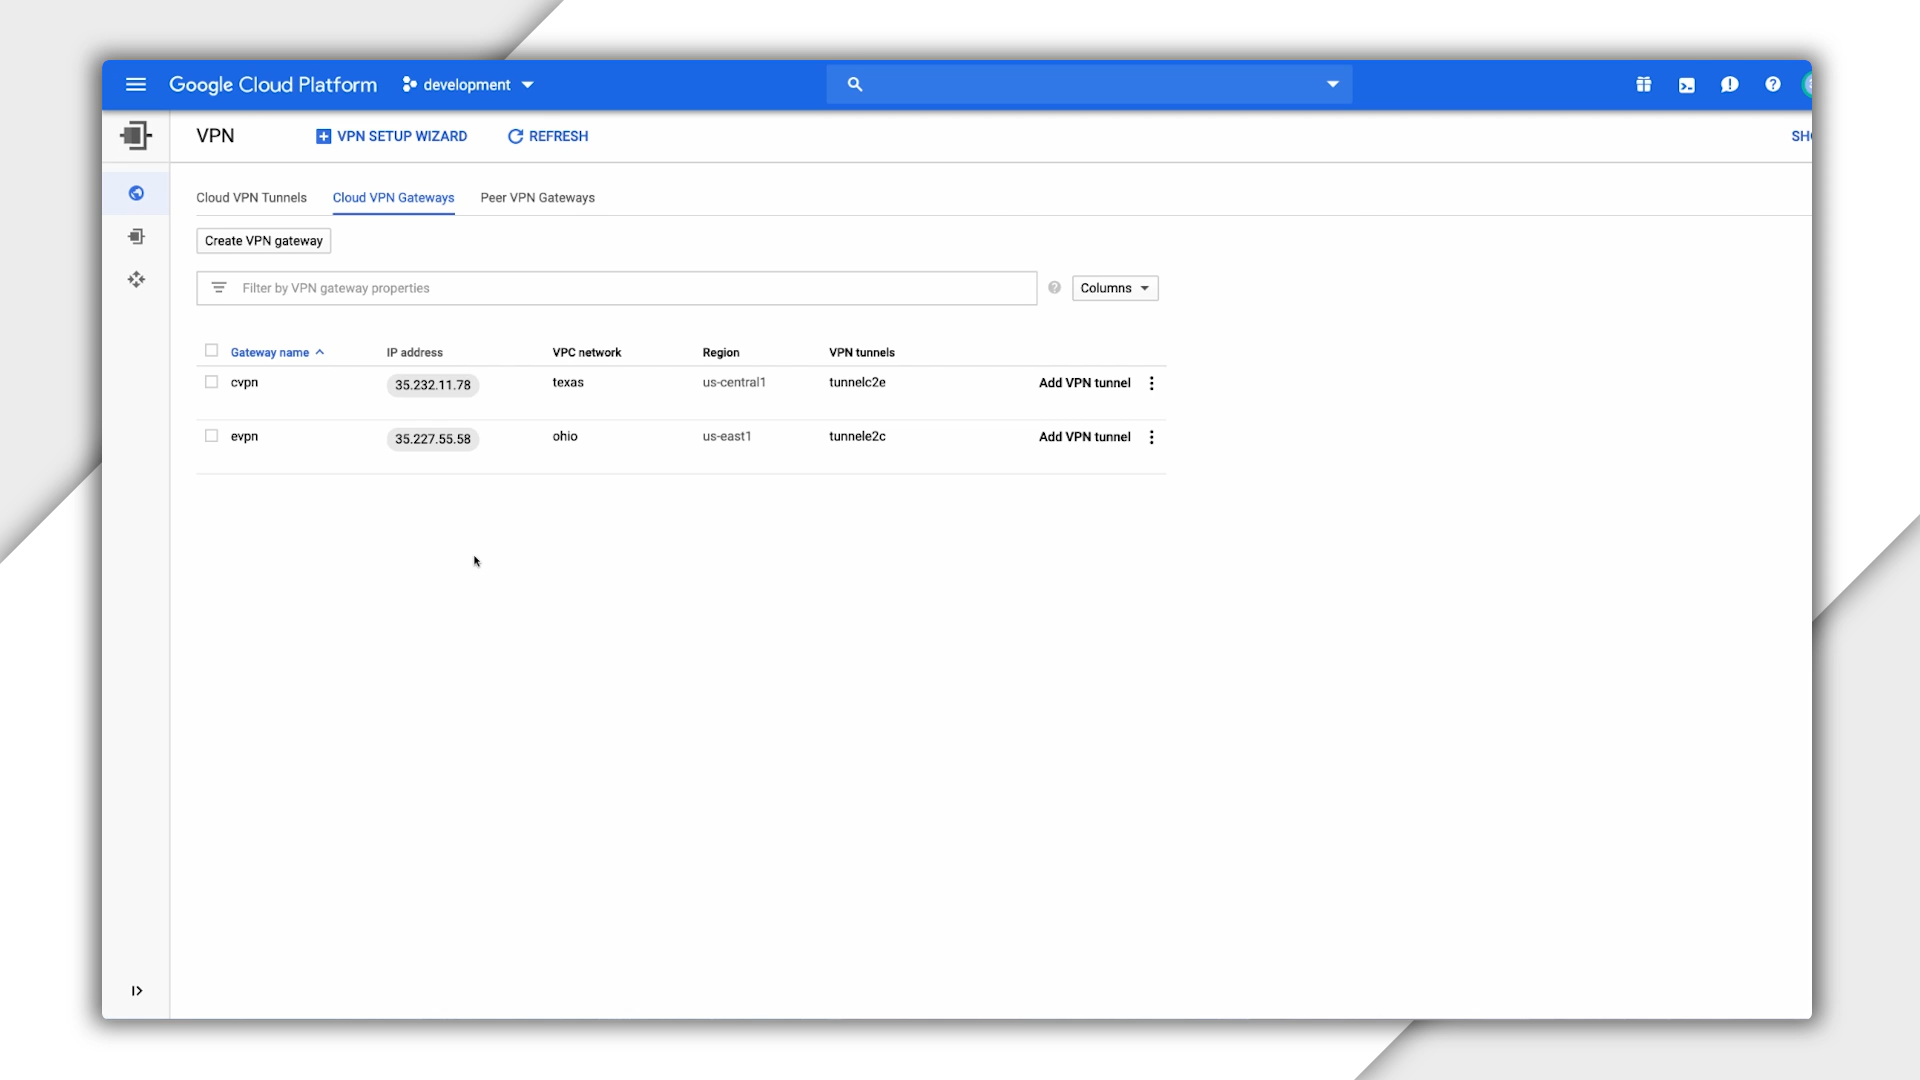 Google Cloud Platform development
VPN VPN SETUP WIZARD REFRESH
Cloud VPN Tunnels Cloud VPN Gateways Peer VPN Gateways
Create VPN gateway
Filter by VPN gateway properties Columns
Gateway name IP address VPC network Region VPN tunnels
cvpn 35.232.11.78 texas us-central1 tunnelc2e Add VPN tunnel
evpn 35.227.55.58 ohio us-east1 tunnele2c Add VPN tunnel